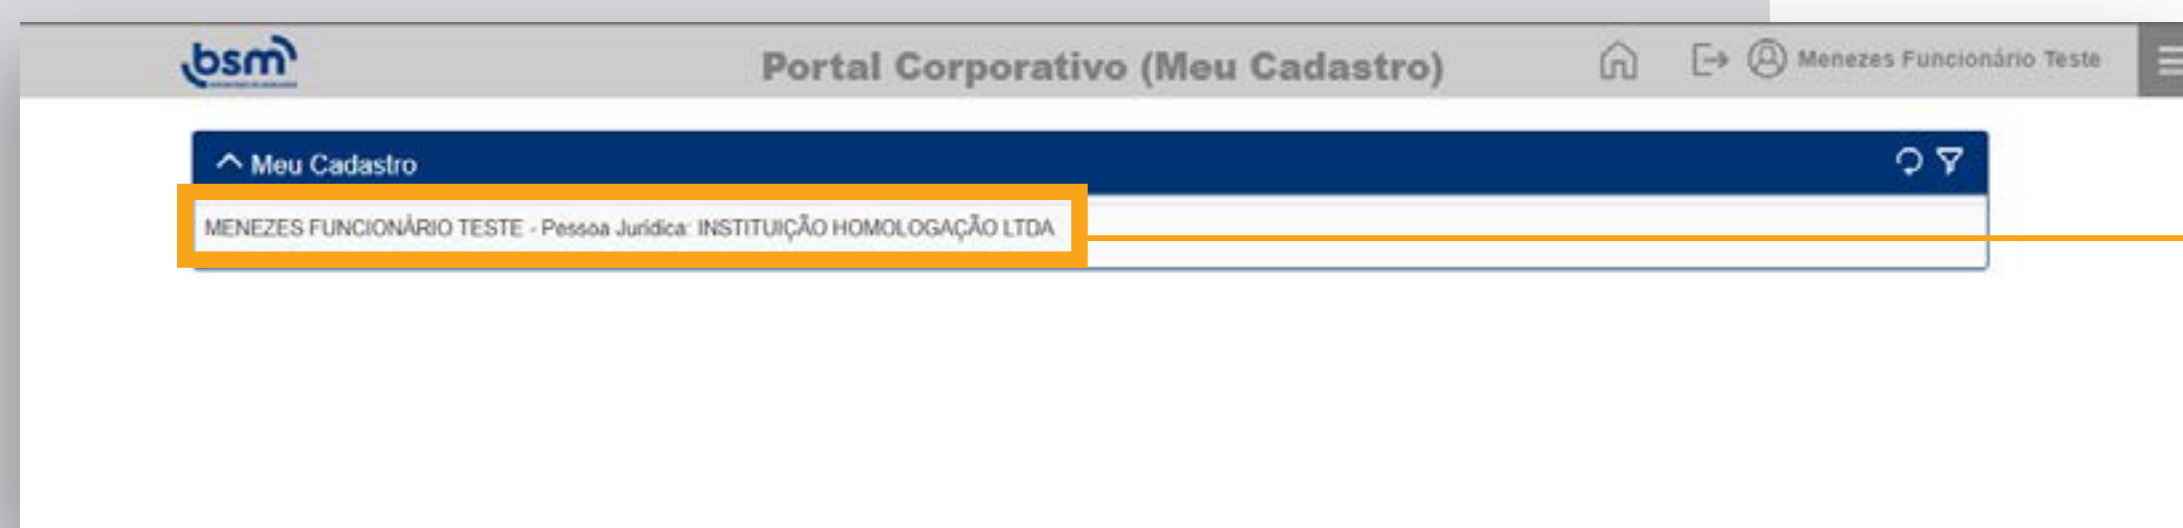 bsm
Portal Corporativo (Meu Cadastro)
Menezes Funcionário Teste
Meu Cadastro
MENEZES FUNCIONÁRIO TESTE - Pessoa Jurídica: INSTITUIÇÃO HOMOLOGAÇÃO LTDA